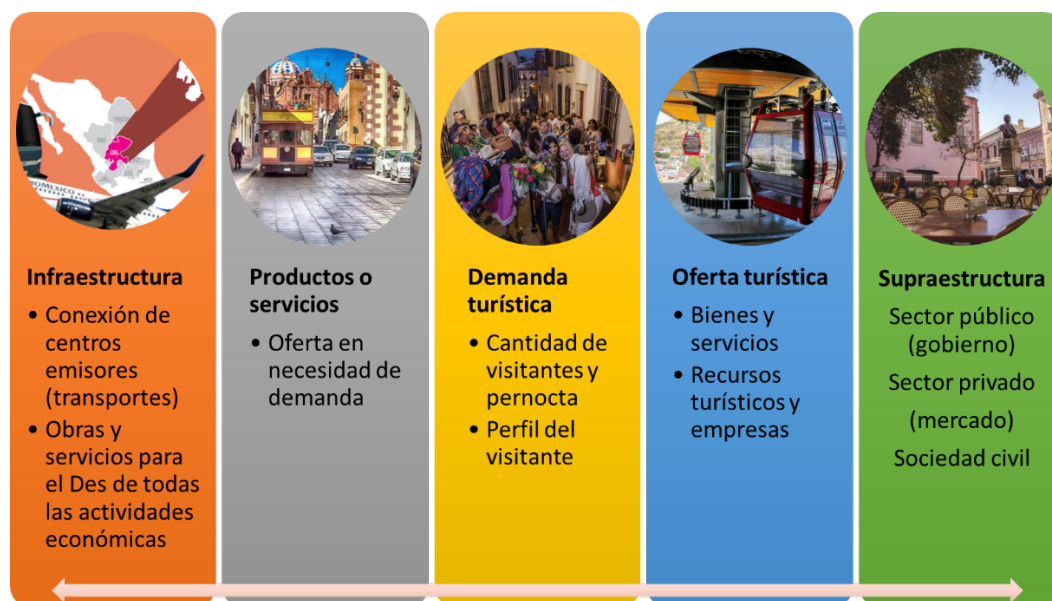 Infraestructura
• Conexión de
centros
emisores
(transportes)
• Obras y
servicios para
el Des de todas
las actividades
económicas
Productos o
servicios
• Oferta en
necesidad de
demanda
Demanda
turística
• Cantidad de
visitantes y
pernocta
• Perfil del
visitante
Oferta turística
• Bienes y
servicios
• Recursos
turísticos y
empresas
Supraestructura
Sector público
(gobierno)
Sector privado
(mercado)
Sociedad civil